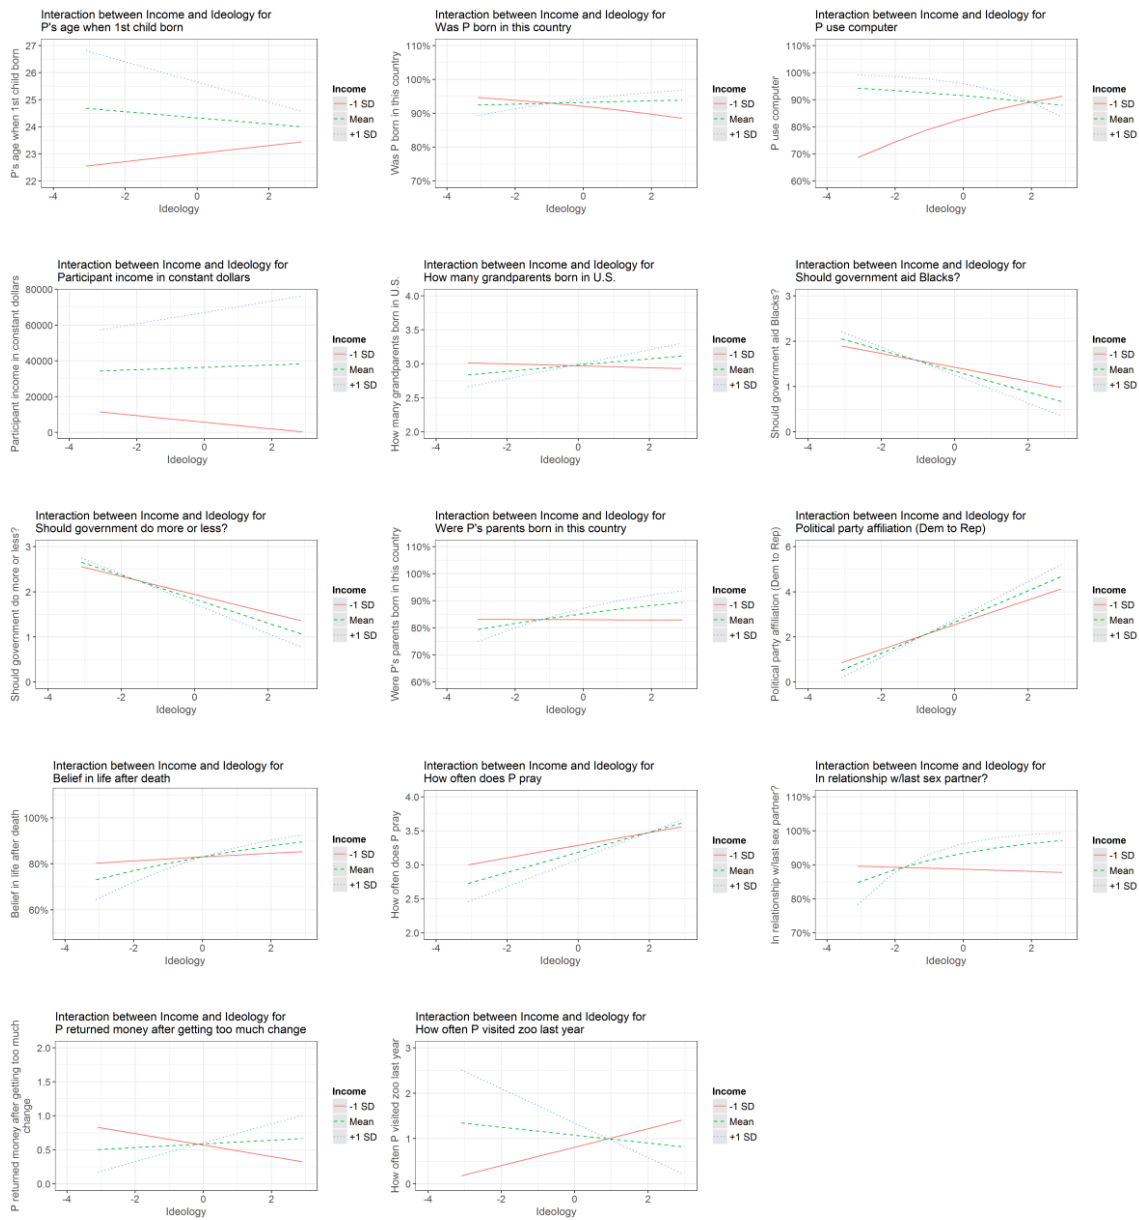 Interaction between Income and Ideology for
P's age when 1st child born
P's age when 1st child born
27
26
25
24
23
22
-4
-2
0
2
4
Ideology
Income
-1 SD
Mean
+1 SD
Interaction between Income and Ideology for
Was P born in this country
Was P born in this country
110%
100%
90%
80%
70%
-4
-2
0
2
4
Ideology
Income
-1 SD
Mean
+1 SD
Interaction between Income and Ideology for
P use computer
P use computer
110%
100%
90%
80%
70%
60%
-4
-2
0
2
4
Ideology
Income
-1 SD
Mean
+1 SD
Interaction between Income and Ideology for
Participant income in constant dollars
Participant income in constant dollars
80000
60000
40000
20000
0
-4
-2
0
2
4
Ideology
Income
-1 SD
Mean
+1 SD
Interaction between Income and Ideology for
How many grandparents born in U.S.
How many grandparents born in U.S.
4.0
3.5
3.0
2.5
2.0
-4
-2
0
2
4
Ideology
Income
-1 SD
Mean
+1 SD
Interaction between Income and Ideology for
Should government aid Blacks?
Should government aid Blacks?
3
2
1
0
-4
-2
0
2
4
Ideology
Income
-1 SD
Mean
+1 SD
Interaction between Income and Ideology for
Should government do more or less?
Should government do more or less?
3
2
1
0
-4
-2
0
2
4
Ideology
Income
-1 SD
Mean
+1 SD
Interaction between Income and Ideology for
Were P's parents born in this country
Were P's parents born in this country
110%
100%
90%
80%
70%
60%
-4
-2
0
2
4
Ideology
Income
-1 SD
Mean
+1 SD
Interaction between Income and Ideology for
Political party affiliation (Dem to Rep)
Political party affiliation (Dem to Rep)
6
4
2
0
-4
-2
0
2
4
Ideology
Income
-1 SD
Mean
+1 SD
Interaction between Income and Ideology for
Belief in life after death
Belief in life after death
100%
80%
60%
-4
-2
0
2
4
Ideology
Income
-1 SD
Mean
+1 SD
Interaction between Income and Ideology for
How often does P pray
How often does P pray
4.0
3.5
3.0
2.5
2.0
-4
-2
0
2
4
Ideology
Income
-1 SD
Mean
+1 SD
Interaction between Income and Ideology for
In relationship w/last sex partner?
In relationship w/last sex partner?
110%
100%
90%
80%
70%
-4
-2
0
2
4
Ideology
Income
-1 SD
Mean
+1 SD
Interaction between Income and Ideology for
P returned money after getting too much change
P returned money after getting too much
change
2.0
1.5
1.0
0.5
0.0
-4
-2
0
2
4
Ideology
Income
-1 SD
Mean
+1 SD
Interaction between Income and Ideology for
How often P visited zoo last year
How often P visited zoo last year
3
2
1
0
-4
-2
0
2
4
Ideology
Income
-1 SD
Mean
+1 SD